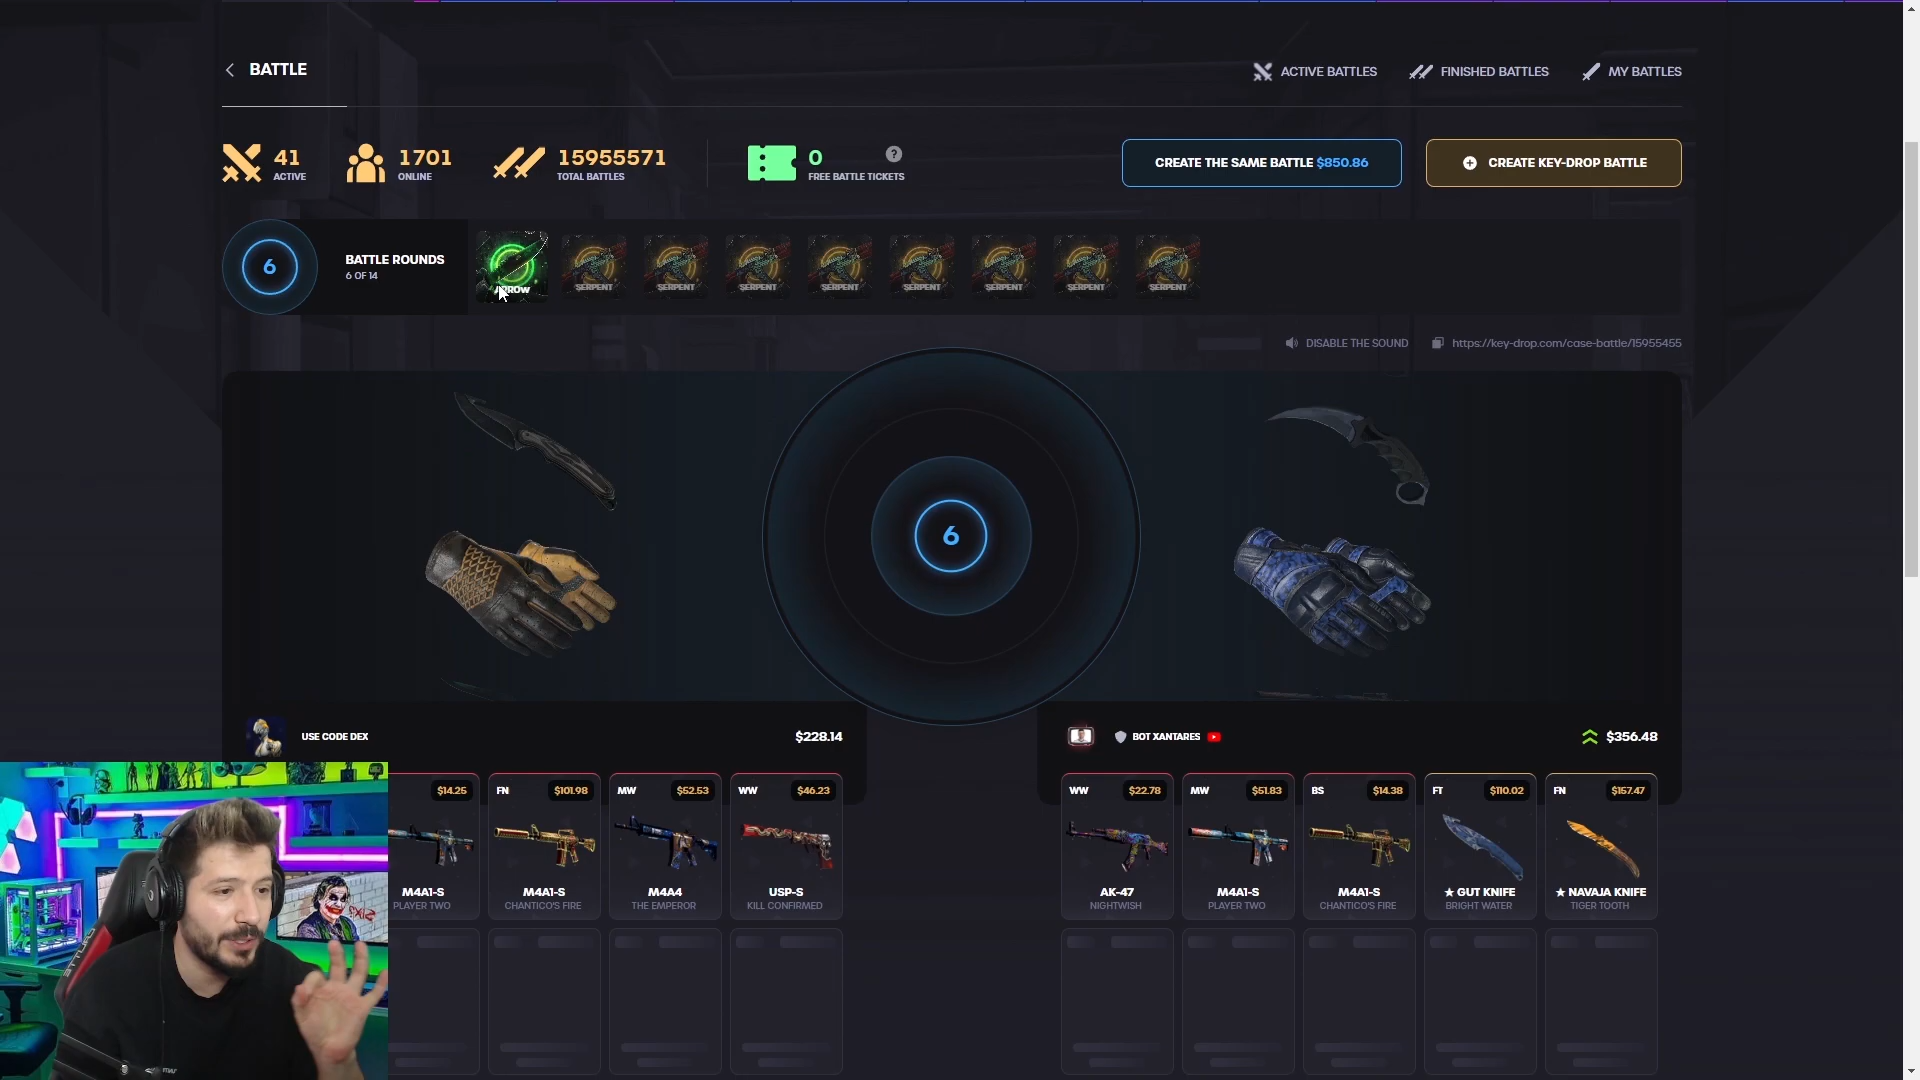 BATTLE
ACTIVE BATTLES
FINISHED BATTLES
MY BATTLES
41
ACTIVE
1701
ONLINE
15955571
TOTAL BATTLES
0
?
FREE BATTLE TICKETS
CREATE THE SAME BATTLE $850.86
CREATE KEY-DROP BATTLE
6
BATTLE ROUNDS
6 OF 14
ARROW
SERPENT
SERPENT
SERPENT
SERPENT
SERPENT
SERPENT
SERPENT
SERPENT
DISABLE THE SOUND
https://key-drop.com/case-battle/15955455
6
USE CODE DEX
$228.14
BOT XANTARES
$356.48
$14.25
M4A1-S
PLAYER TWO
FN
$101.98
M4A1-S
CHANTICO'S FIRE
MW
$52.53
M4A4
THE EMPEROR
WW
$46.23
USP-S
KILL CONFIRMED
WW
$22.78
AK-47
NIGHTWISH
MW
$51.83
M4A1-S
PLAYER TWO
BS
$14.38
M4A1-S
CHANTICO'S FIRE
FT
$110.02
★ GUT KNIFE
BRIGHT WATER
FN
$157.47
★ NAVAJA KNIFE
TIGER TOOTH